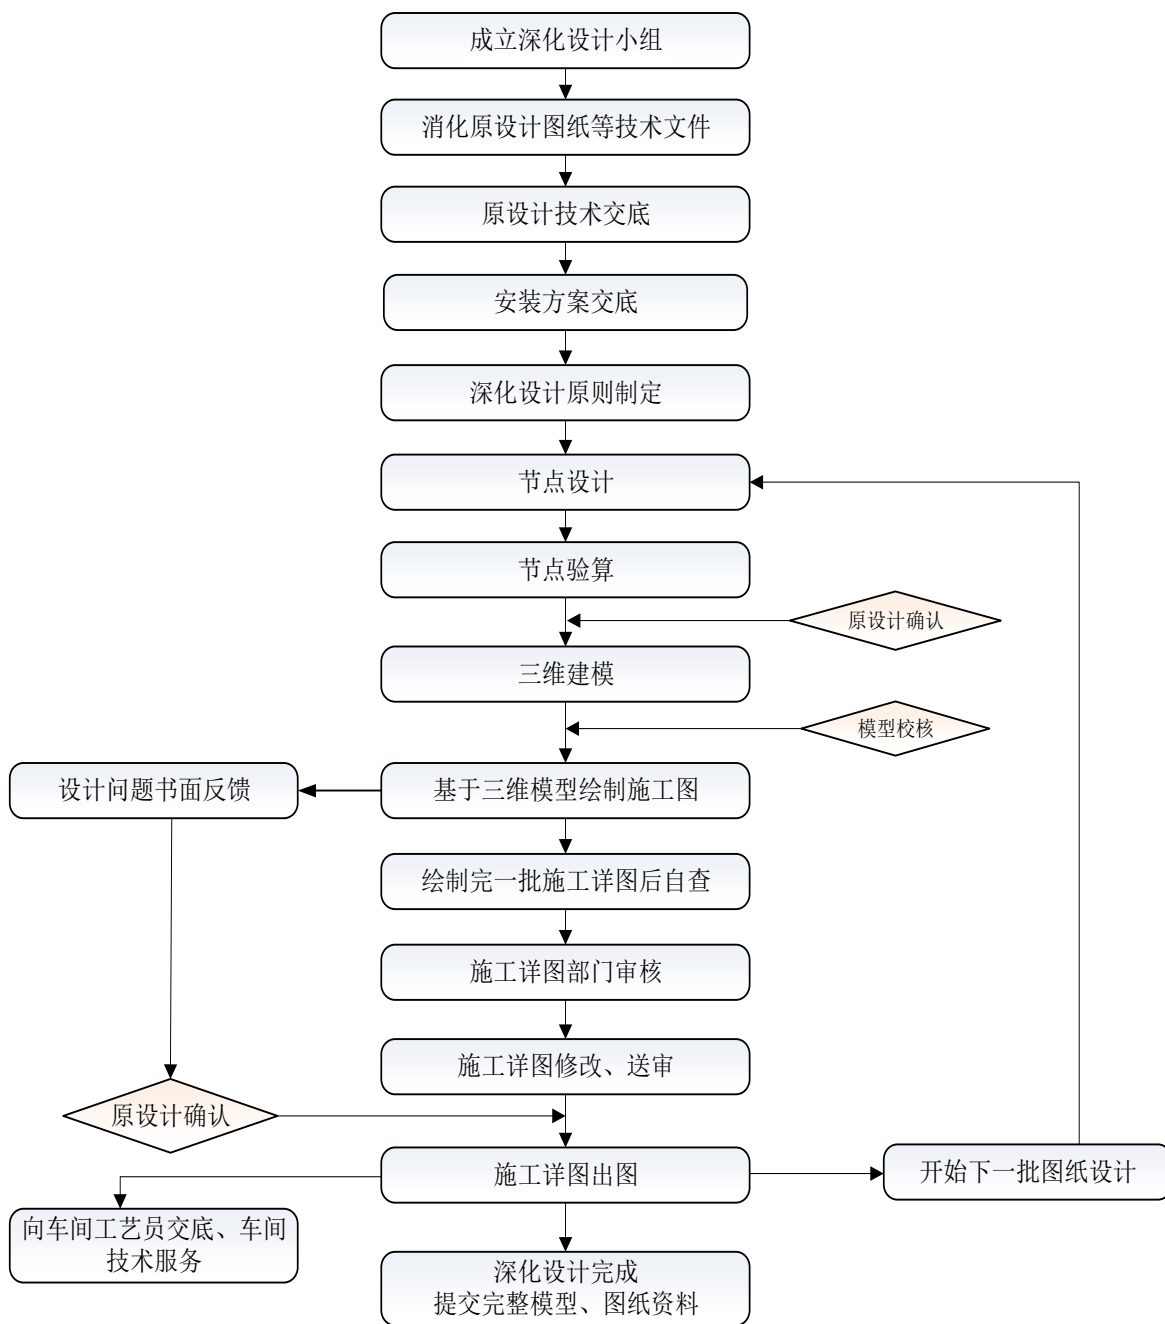 成立深化设计小组
消化原设计图纸等技术文件
原设计技术交底
安装方案交底
深化设计原则制定
节点设计
节点验算
原设计确认
三维建模
模型校核
设计问题书面反馈
基于三维模型绘制施工图
绘制完一批施工详图后自查
施工详图部门审核
施工详图修改、送审
原设计确认
施工详图出图
开始下一批图纸设计
向车间工艺员交底、车间
技术服务
深化设计完成
提交完整模型、图纸资料